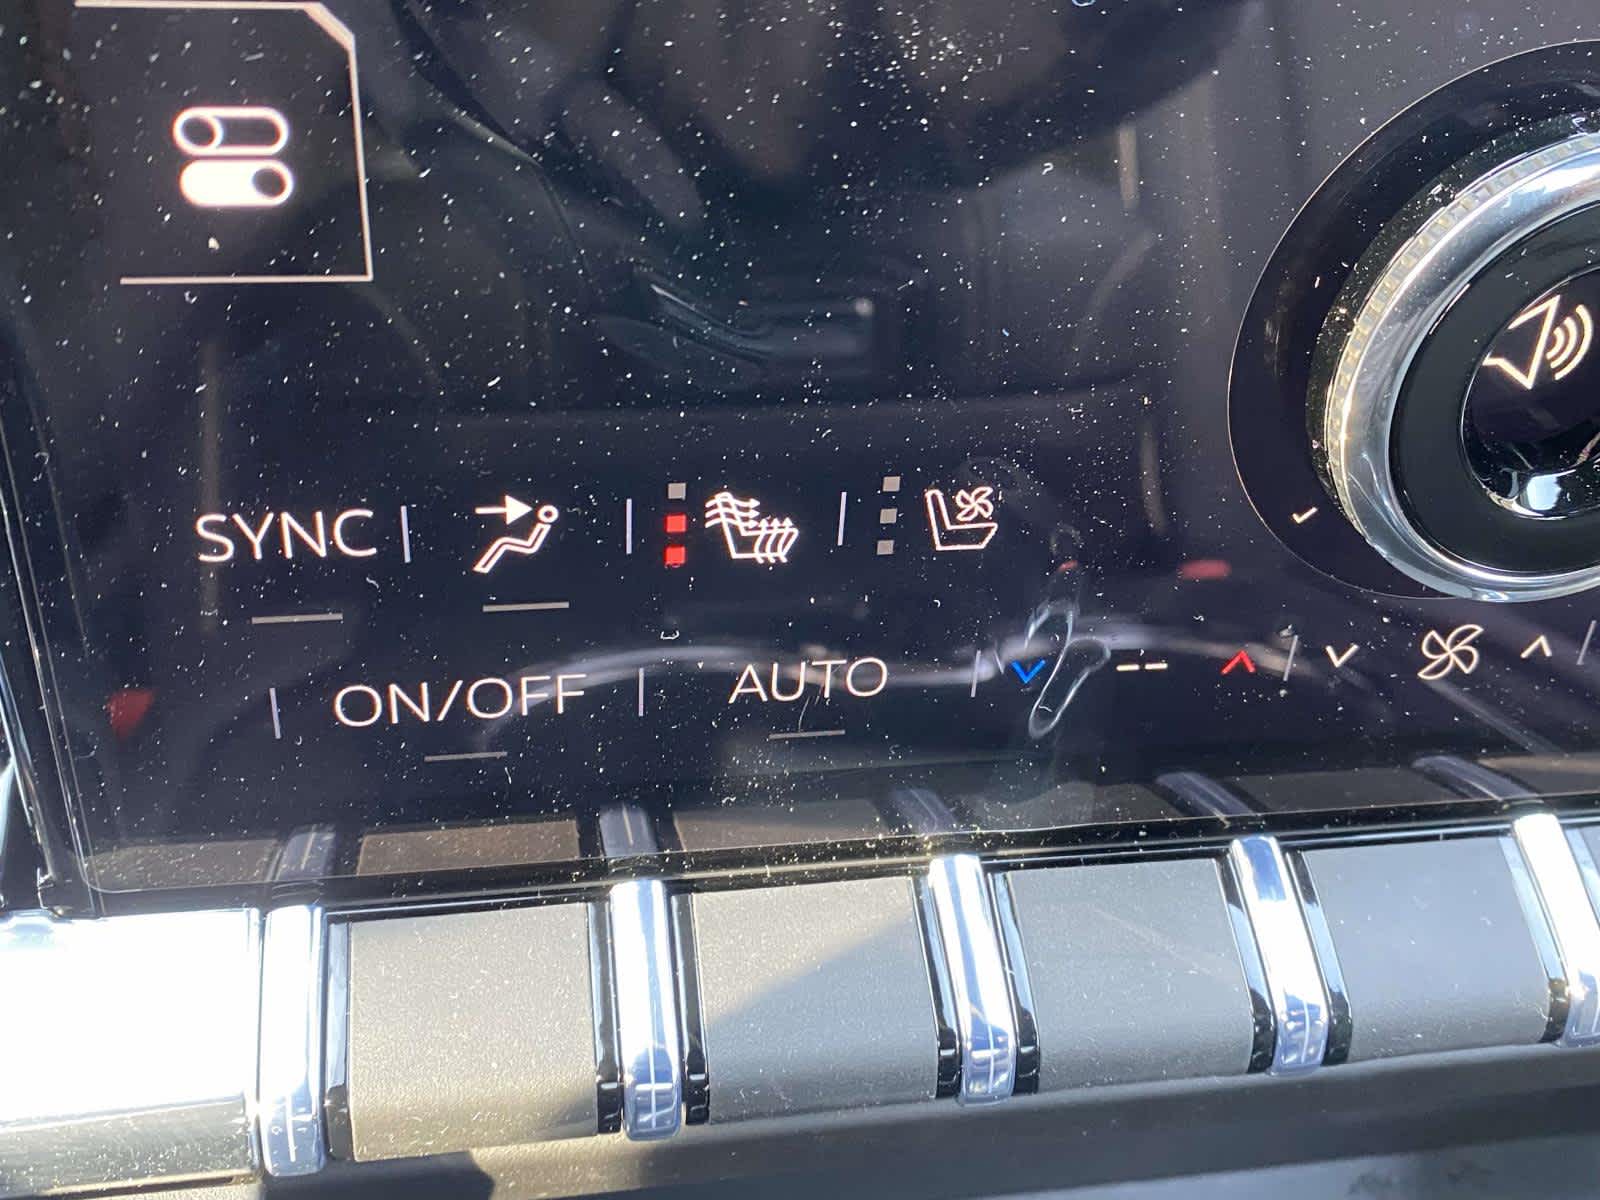 SYNC
ON/OFF AUTO --